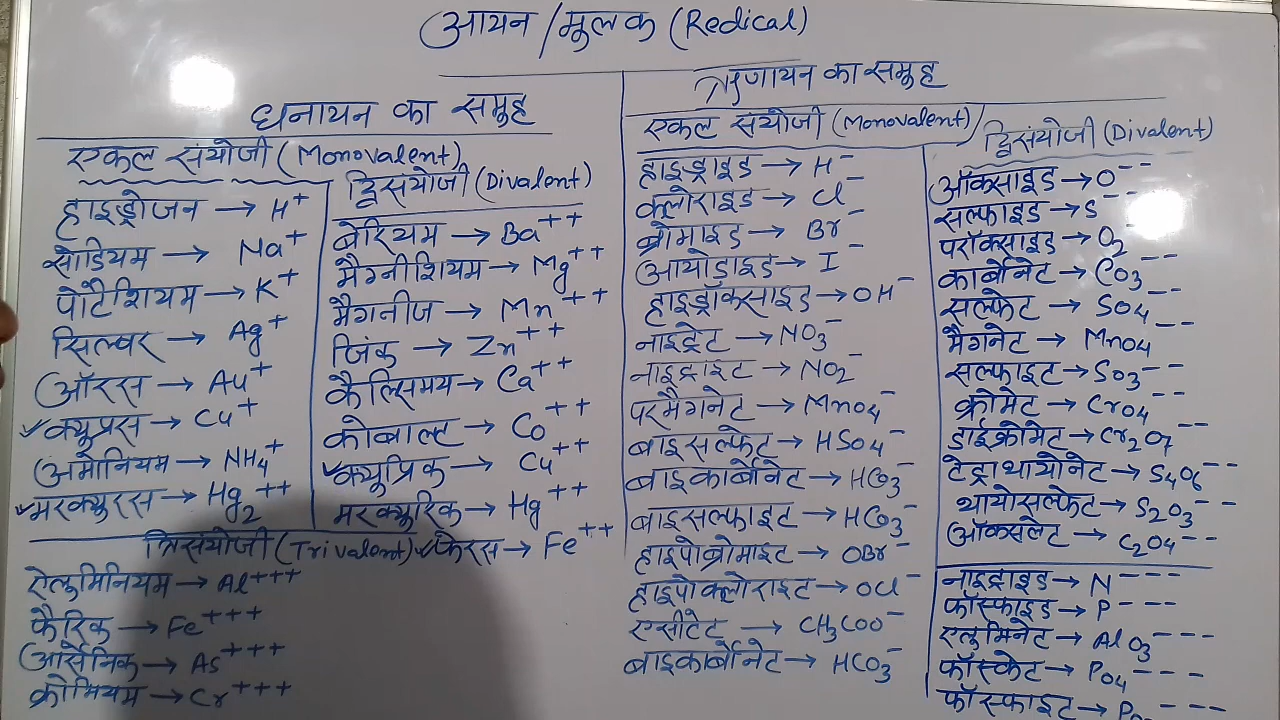 आयन/मूलक (Redical)
धनायन का समूह
एकल संयोजी (Monovalent)
हाइड्रोजन → H⁺
सोडियम → Na⁺
पोटैशियम → K⁺
सिल्वर → Ag⁺
ऑरस → Au⁺
✓क्यूप्रस → Cu⁺
अमोनियम → NH₄⁺
✓मरक्यूरस → Hg₂⁺⁺
द्विसंयोजी (Divalent)
बेरियम → Ba⁺⁺
मैग्नीशियम → Mg⁺⁺
मैगनीज → Mn⁺⁺
जिंक → Zn⁺⁺
कैल्सिमय → Ca⁺⁺
कोबाल्ट → Co⁺⁺
✓क्यूप्रिक → Cu⁺⁺
मरक्यूरिक → Hg⁺⁺
✓फेरस → Fe⁺⁺
त्रिसंयोजी (Trivalent)
ऐलुमिनियम → Al⁺⁺⁺
फैरिक → Fe⁺⁺⁺
आर्सेनिक → As⁺⁺⁺
क्रोमियम → Cr⁺⁺⁺
ऋणायन का समूह
एकल संयोजी (Monovalent)
हाइड्राइड → H⁻
क्लोराइड → Cl⁻
ब्रोमाइड → Br⁻
आयोडाइड → I⁻
हाइड्रॉक्साइड → OH⁻
नाइट्रेट → NO₃⁻
नाइट्राइट → NO₂⁻
परमैगनेट → MnO₄⁻
बाइसल्फेट → HSO₄⁻
बाइकार्बोनेट → HCO₃⁻
बाइसल्फाइट → HCO₃⁻
हाइपोब्रोमाइट → OBr⁻
हाइपोक्लोराइट → OCl⁻
एसीटेट → CH₃COO⁻
बाइकार्बोनेट → HCO₃⁻
द्विसंयोजी (Divalent)
ऑक्साइड → O⁻⁻
सल्फाइड → S⁻⁻
परॉक्साइड → O₂⁻⁻
कार्बोनेट → CO₃⁻⁻
सल्फेट → SO₄⁻⁻
मैगनेट → MnO₄⁻⁻
सल्फाइट → SO₃⁻⁻
क्रोमेट → CrO₄⁻⁻
डाईक्रोमेट → Cr₂O₇⁻⁻
टेट्राथायोनेट → S₄O₆⁻⁻
थायोसल्फेट → S₂O₃⁻⁻
ऑक्सलेट → C₂O₄⁻⁻
नाइट्राइड → N⁻⁻⁻
फॉस्फाइड → P⁻⁻⁻
एलुमिनेट → AlO₃⁻⁻⁻
फॉस्फेट → PO₄⁻⁻⁻
फॉस्फाइट →